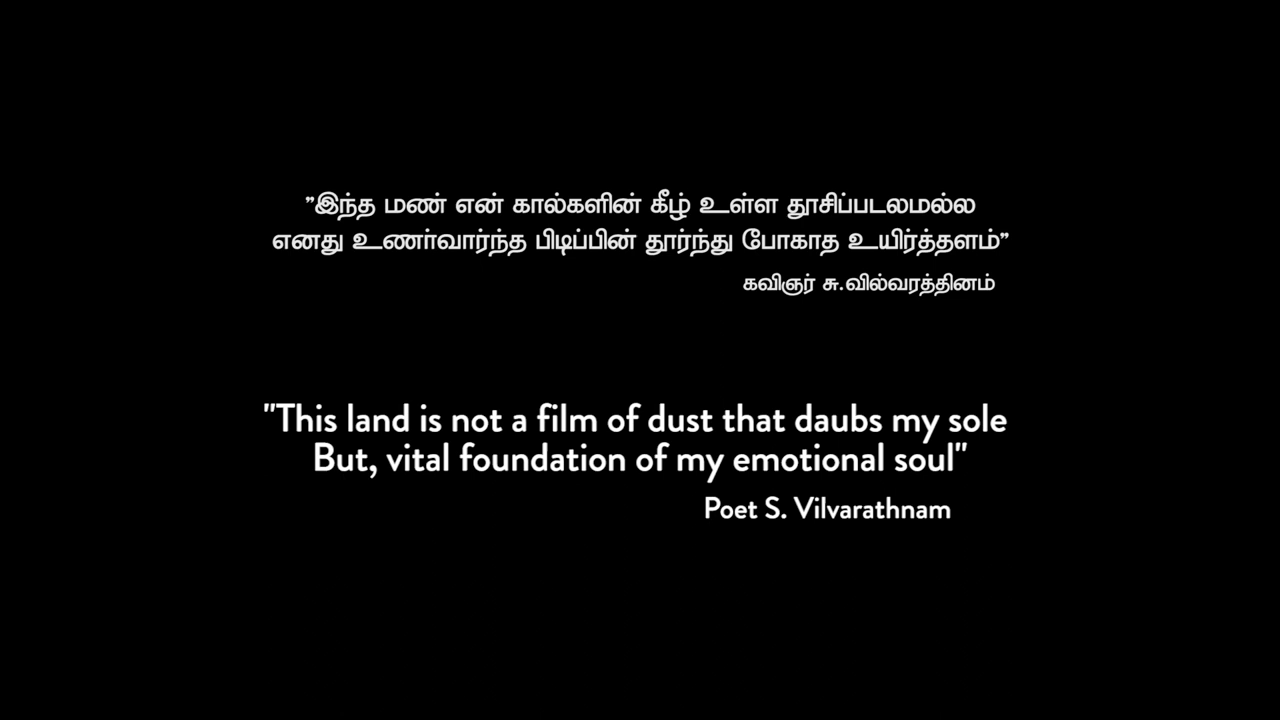 "இந்த மண் என் கால்களின் கீழ் உள்ள தூசிப்படலமல்ல
எனது உணர்வார்ந்த பிடிப்பின் தூர்ந்து போகாத உயிர்த்தளம்"
கவிஞர் சு.வில்வரத்தினம்
"This land is not a film of dust that daubs my sole
But, vital foundation of my emotional soul"
Poet S. Vilvarathnam